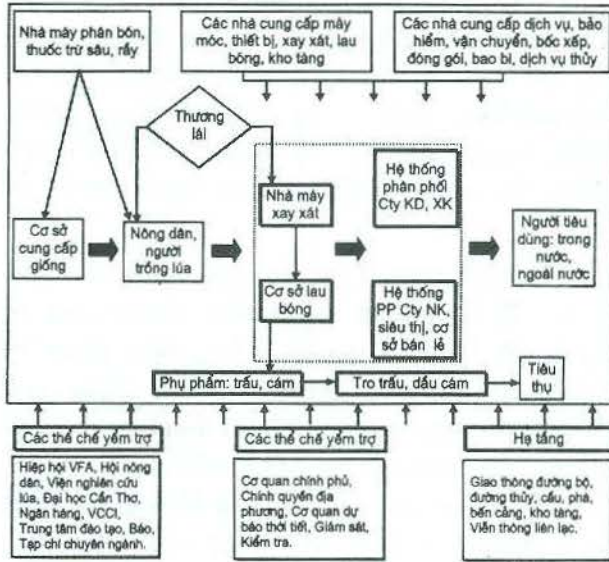 Nhà máy phân bón,
thuốc trừ sâu, rầy
Các nhà cung cấp máy
móc, thiết bị, xay xát, lau
bóng, kho tàng
Các nhà cung cấp dịch vụ, bảo
hiểm, vận chuyển, bốc xếp,
đóng gói, bao bì, dịch vụ thủy
Thương
lái
Cơ sở
cung cấp
giống
Nông dân,
người
trồng lúa
Nhà máy
xay xát
Cơ sở lau
bóng
Hệ thống
phân phối
Cty KD, XK
Hệ thống
PP Cty NK,
siêu thị, cơ
sở bán lẻ
Người tiêu
dùng: trong
nước,
ngoài nước
Phụ phẩm: trấu, cám
Tro trấu, dầu cám
Tiêu
thụ
Các thể chế yểm trợ
Hiệp hội VFA, Hội nông
dân, Viện nghiên cứu
lúa, Đại học Cần Thơ,
Ngân hàng, VCCI,
Trung tâm đào tạo, Báo,
Tạp chí chuyên ngành.
Các thể chế yểm trợ
Cơ quan chính phủ,
Chính quyền địa
phương, Cơ quan dự
báo thời tiết, Giám sát,
Kiểm tra.
Hạ tầng
Giao thông đường bộ,
đường thủy, cầu, phà,
bến cảng, kho tàng,
Viễn thông liên lạc.